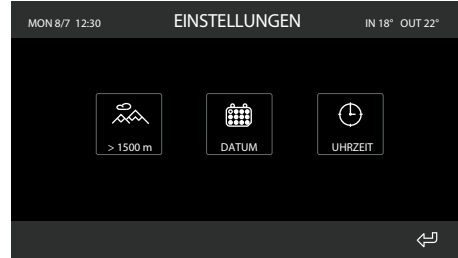 MON 8/7 12:30 EINSTELLUNGEN IN 18° OUT 22°
> 1500 m DATUM UHRZEIT